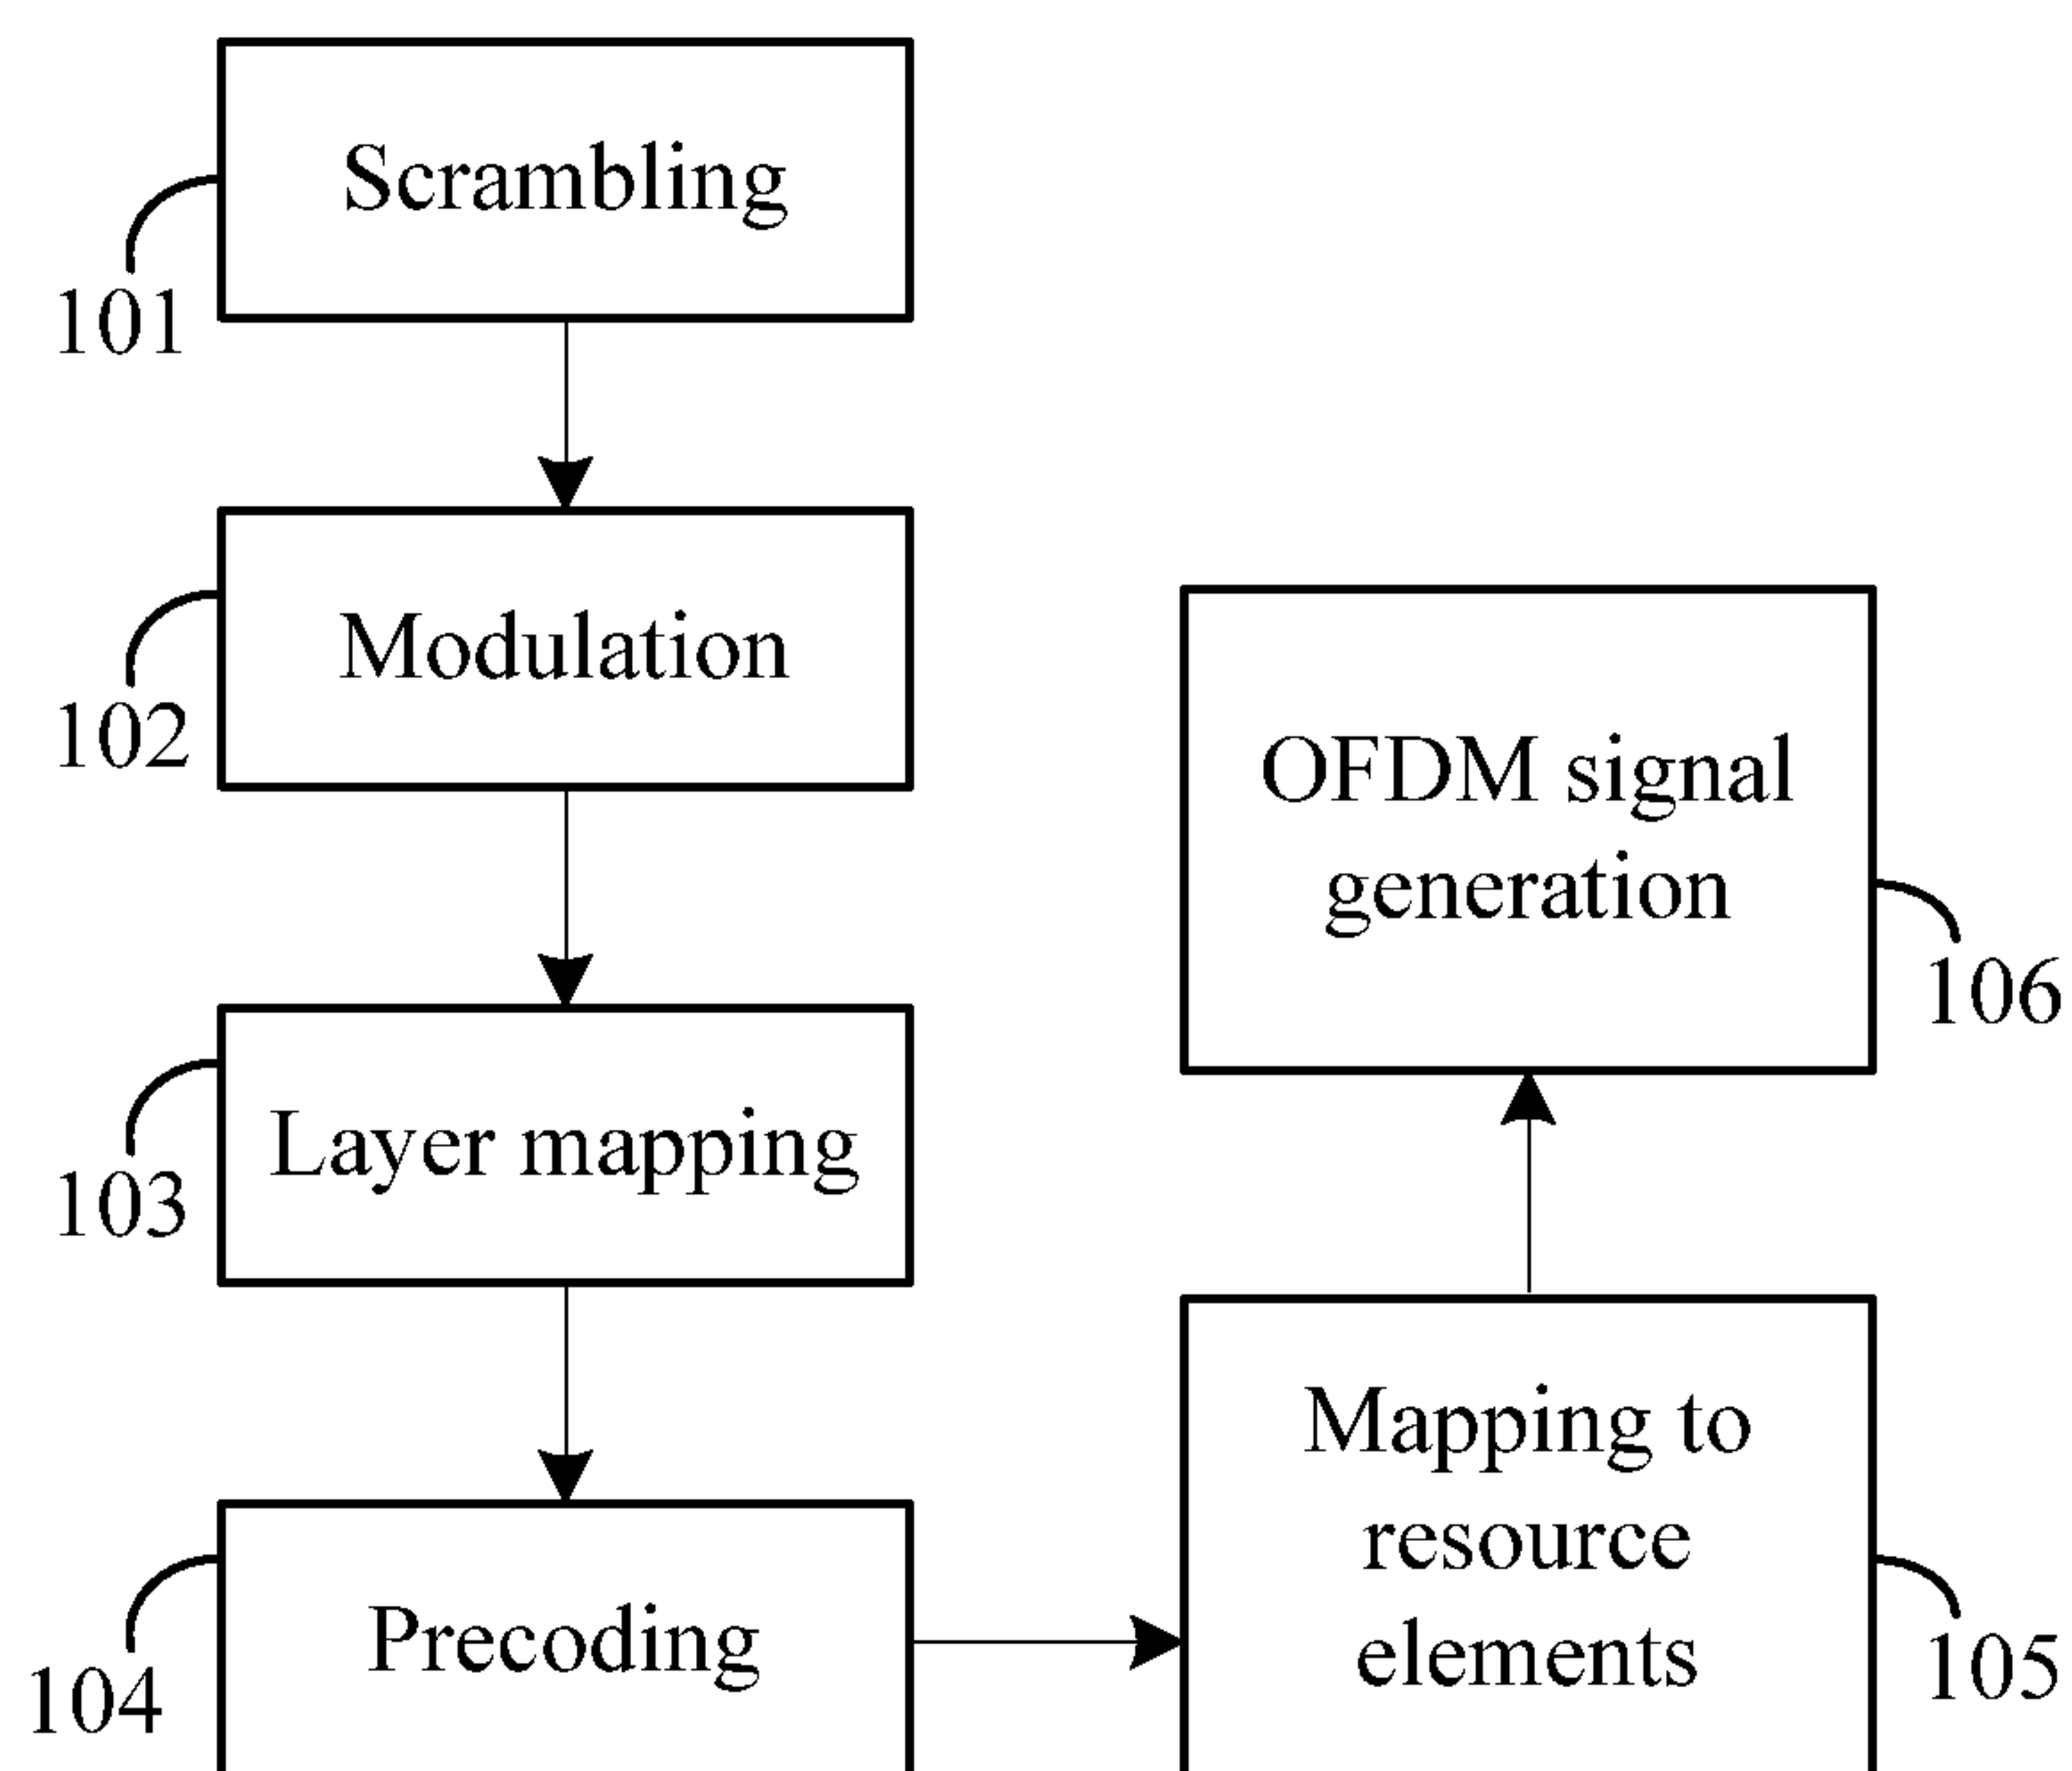 Scrambling
101
Modulation
102
Layer mapping
103
Precoding
104
Mapping to
resource
elements
105
OFDM signal
generation
106